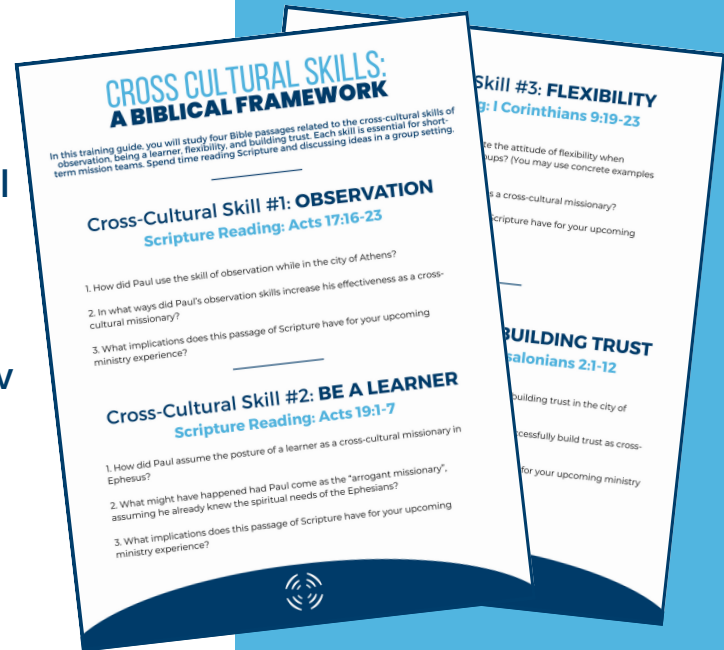 CROSS CULTURAL SKILLS:
A BIBLICAL FRAMEWORK
In this training guide, you will study four Bible passages related to the cross-cultural skills of
observation, being a learner, flexibility, and building trust. Each skill is essential for short-
term mission teams. Spend time reading Scripture and discussing ideas in a group setting.
Cross-Cultural Skill #1: OBSERVATION
Scripture Reading: Acts 17:16-23
1. How did Paul use the skill of observation while in the city of Athens?
2. In what ways did Paul's observation skills increase his effectiveness as a cross-
cultural missionary?
3. What implications does this passage of Scripture have for your upcoming
ministry experience?
Cross-Cultural Skill #2: BE A LEARNER
Scripture Reading: Acts 19:1-7
1. How did Paul assume the posture of a learner as a cross-cultural missionary in
Ephesus?
2. What might have happened had Paul come as the "arrogant missionary",
assuming he already knew the spiritual needs of the Ephesians?
3. What implications does this passage of Scripture have for your upcoming
ministry experience?
Skill #3: FLEXIBILITY
g: I Corinthians 9:19-23
te the attitude of flexibility when
ups? (You may use concrete examples
s a cross-cultural missionary?
Scripture have for your upcoming
BUILDING TRUST
salonians 2:1-12
building trust in the city of
ccessfully build trust as cross-
for your upcoming ministry